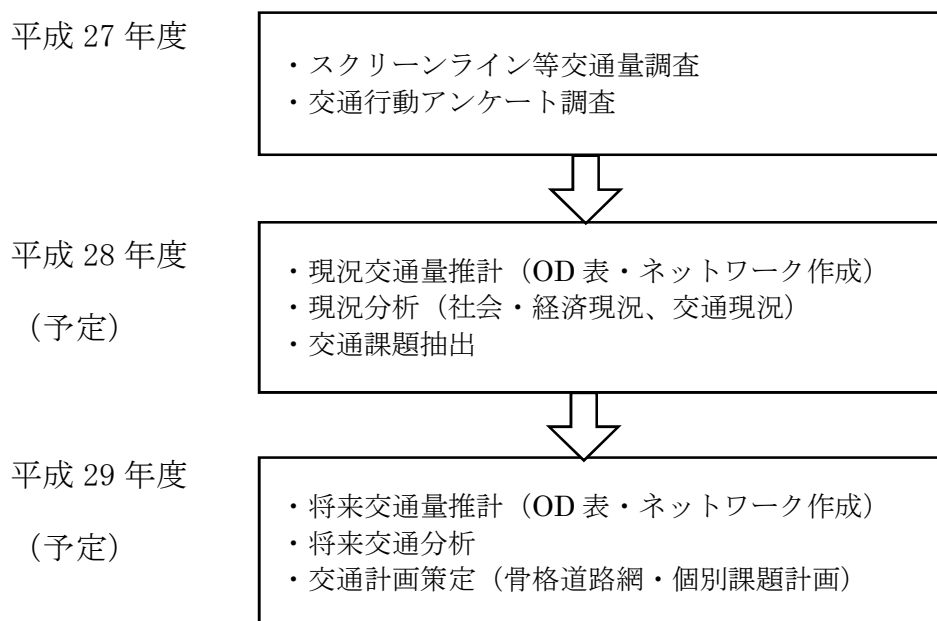 平成 27 年度
・スクリーンライン等交通量調査
・交通行動アンケート調査
平成 28 年度
（予定）
・現況交通量推計（OD 表・ネットワーク作成）
・現況分析（社会・経済現況、交通現況）
・交通課題抽出
平成 29 年度
（予定）
・将来交通量推計（OD 表・ネットワーク作成）
・将来交通分析
・交通計画策定（骨格道路網・個別課題計画）